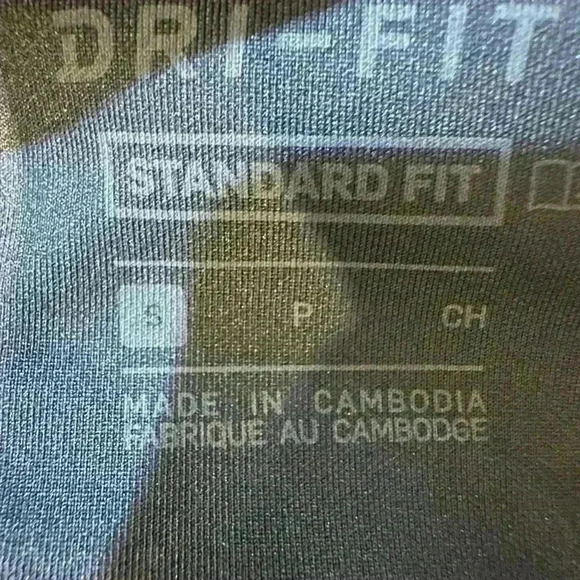 DRI-FIT
STANDARD FIT
S P CH
MADE IN CAMBODIA
FABRIQUE AU CAMBODGE